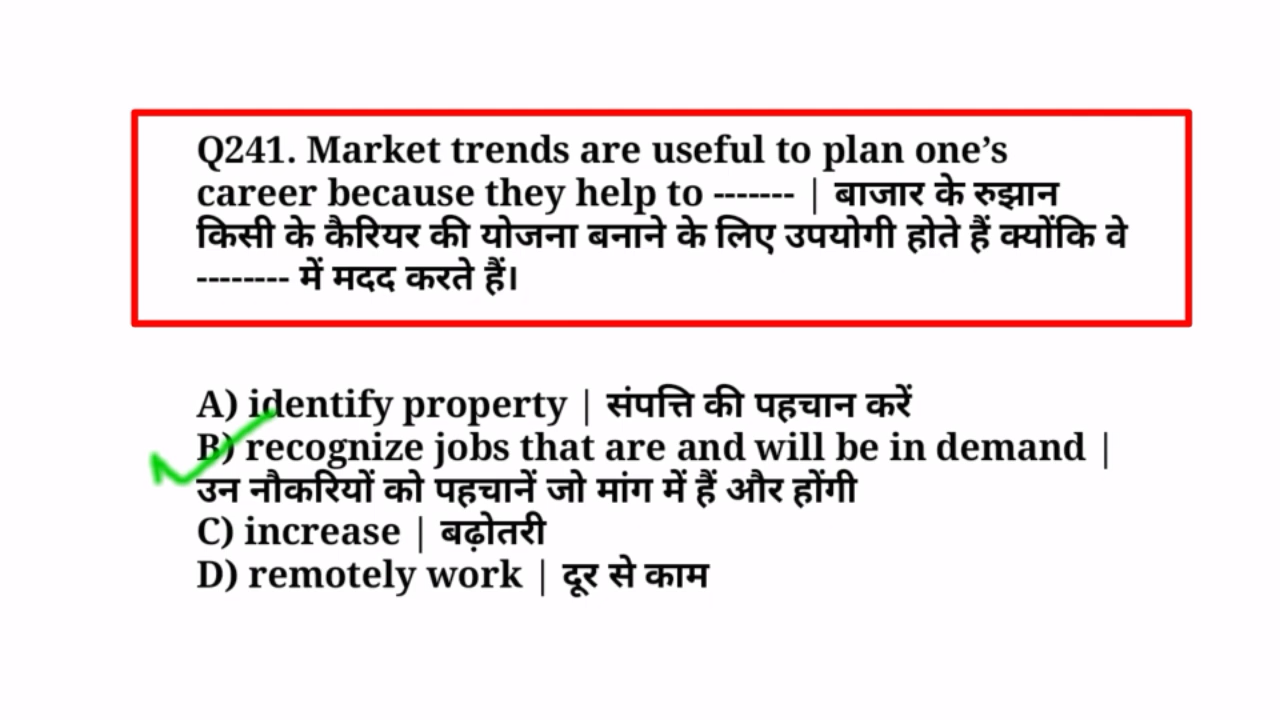 Q241. Market trends are useful to plan one’s
career because they help to ------- | बाजार के रुझान
किसी के कैरियर की योजना बनाने के लिए उपयोगी होते हैं क्योंकि वे
-------- में मदद करते हैं।
A) identify property | संपत्ति की पहचान करें
B) recognize jobs that are and will be in demand |
उन नौकरियों को पहचानें जो मांग में हैं और होंगी
C) increase | बढ़ोतरी
D) remotely work | दूर से काम